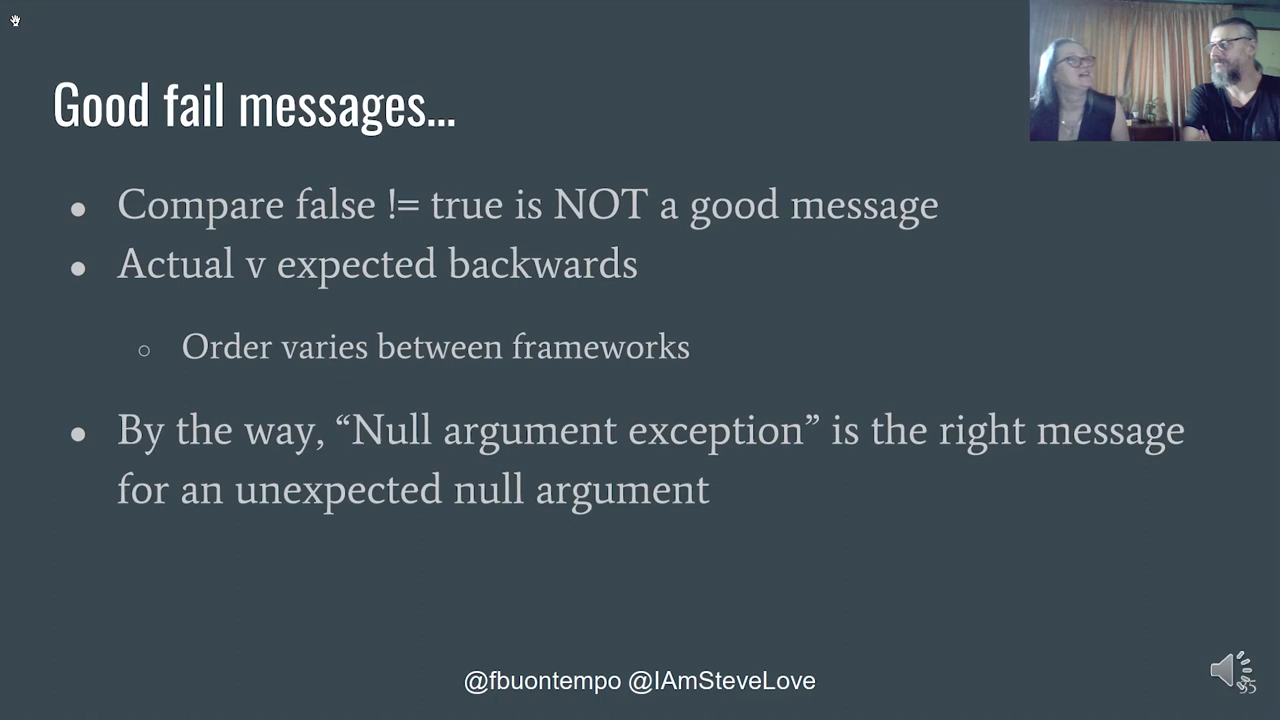 Good fail messages...
● Compare false != true is NOT a good message
● Actual v expected backwards
○ Order varies between frameworks
● By the way, “Null argument exception” is the right message
for an unexpected null argument
@fbuontempo @IAmSteveLove